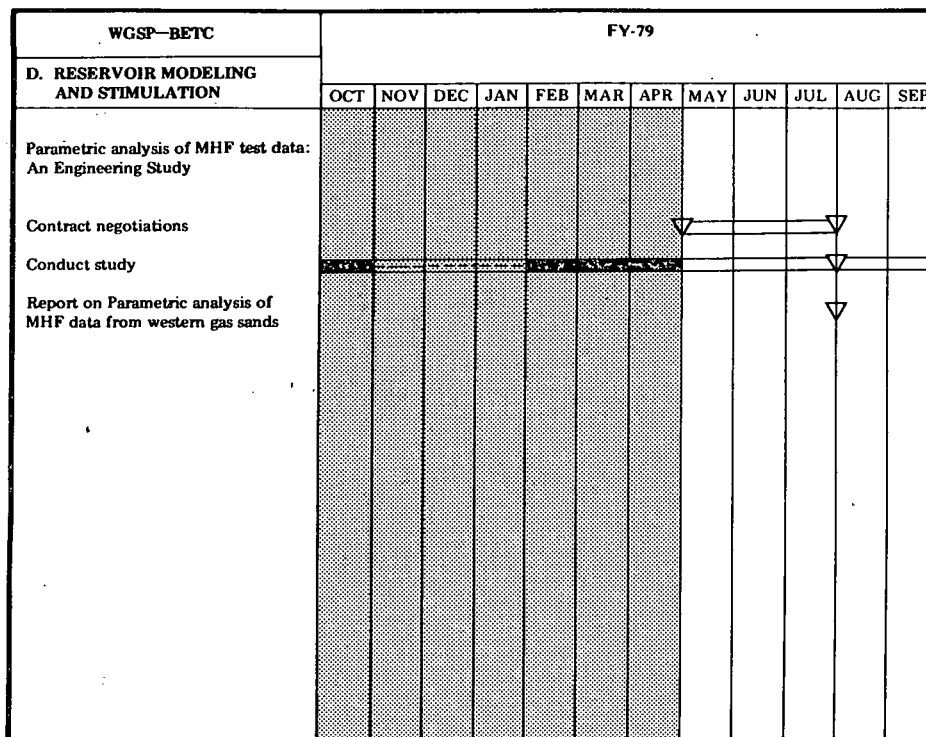 WGSP—BETC
FY-79
D. RESERVOIR MODELING
AND STIMULATION
OCT NOV DEC JAN FEB MAR APR MAY JUN JUL AUG SEP
Parametric analysis of MHF test data:
An Engineering Study
Contract negotiations
Conduct study
Report on Parametric analysis of
MHF data from western gas sands